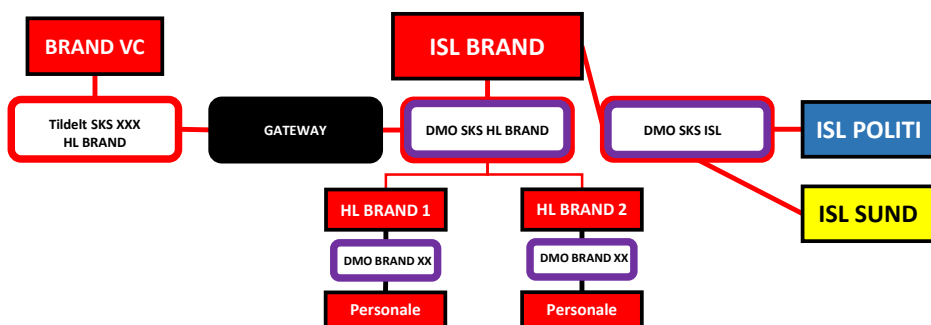 BRAND VC
ISL BRAND
Tildelt SKS XXX
HL BRAND
GATEWAY
DMO SKS HL BRAND
DMO SKS ISL
ISL POLITI
ISL SUND
HL BRAND 1
HL BRAND 2
DMO BRAND XX
DMO BRAND XX
Personale
Personale